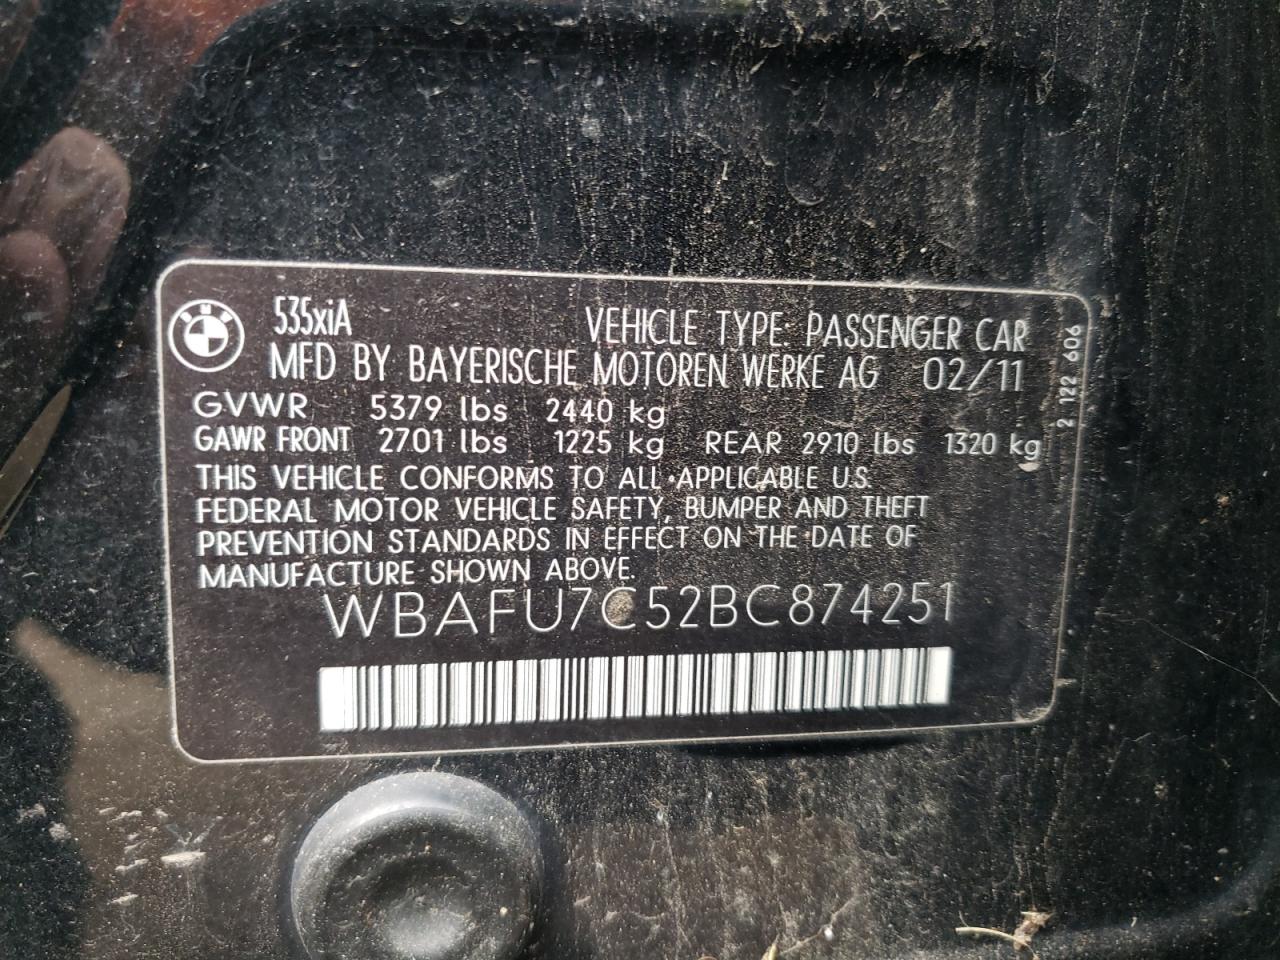 535xiA
VEHICLE TYPE: PASSENGER CAR
MFD BY BAYERISCHE MOTOREN WERKE AG 02/11
GVWR 5379 lbs 2440 kg
GAWR FRONT 2701 lbs 1225 kg REAR 2910 lbs 1320 kg
THIS VEHICLE CONFORMS TO ALL APPLICABLE U.S.
FEDERAL MOTOR VEHICLE SAFETY, BUMPER AND THEFT
PREVENTION STANDARDS IN EFFECT ON THE DATE OF
MANUFACTURE SHOWN ABOVE.
WBAFU7C52BC874251
2 122 606